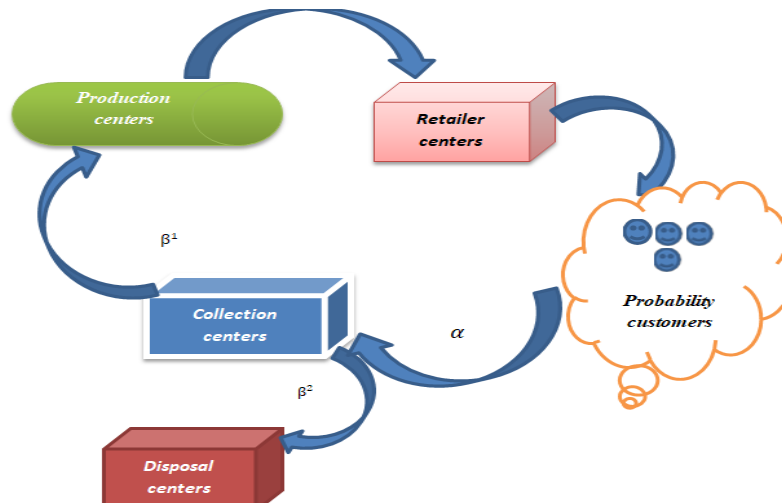 Production
centers
Retailer
centers
β¹
Probability
customers
Collection
centers
α
β²
Disposal
centers